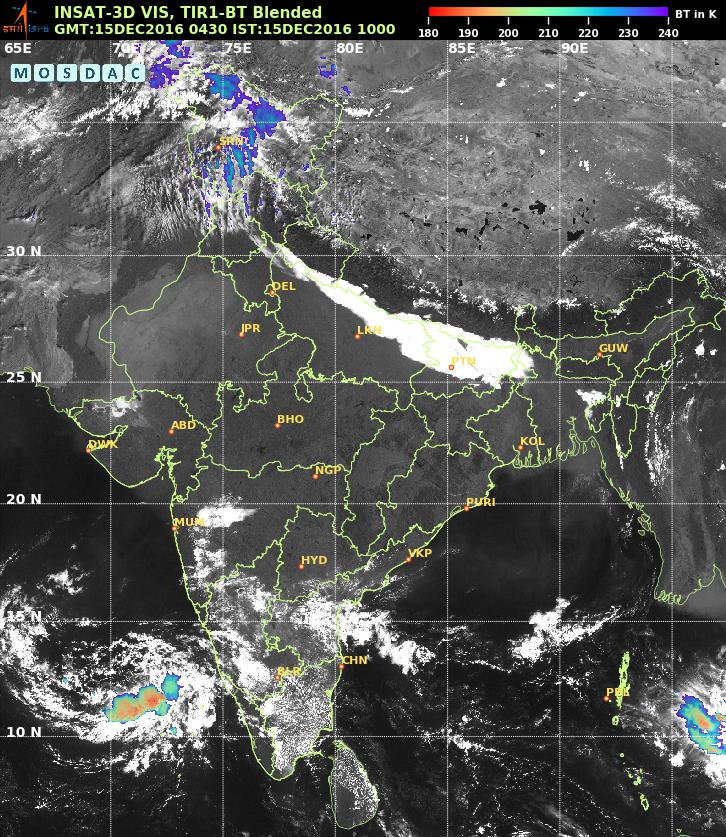 INSAT-3D VIS, TIR1-BT Blended
GMT:15DEC2016 0430 IST:15DEC2016 1000
BT in K
180 190 200 210 220 230 240
65E 70E 75E 80E 85E 90E
MOSDAC
SRN
30 N
DEL
JPR
LKN
GUW
PTN
25 N
BHO
ABD
KOL
DWK
NGP
20 N
PURI
MUM
VKP
HYD
15 N
CHN
BLR
PBL
10 N